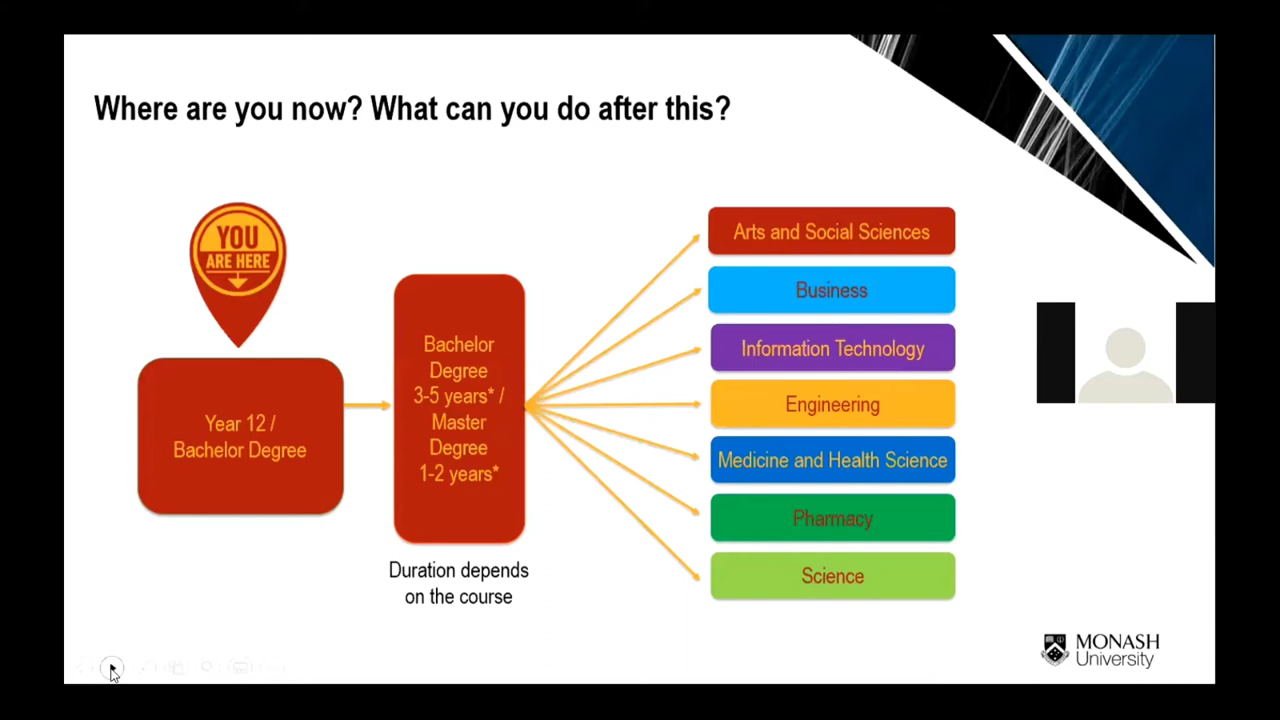 Where are you now? What can you do after this?
YOU
ARE HERE
Year 12 /
Bachelor Degree
Bachelor
Degree
3-5 years* /
Master
Degree
1-2 years*
Duration depends
on the course
Arts and Social Sciences
Business
Information Technology
Engineering
Medicine and Health Science
Pharmacy
Science
MONASH
University